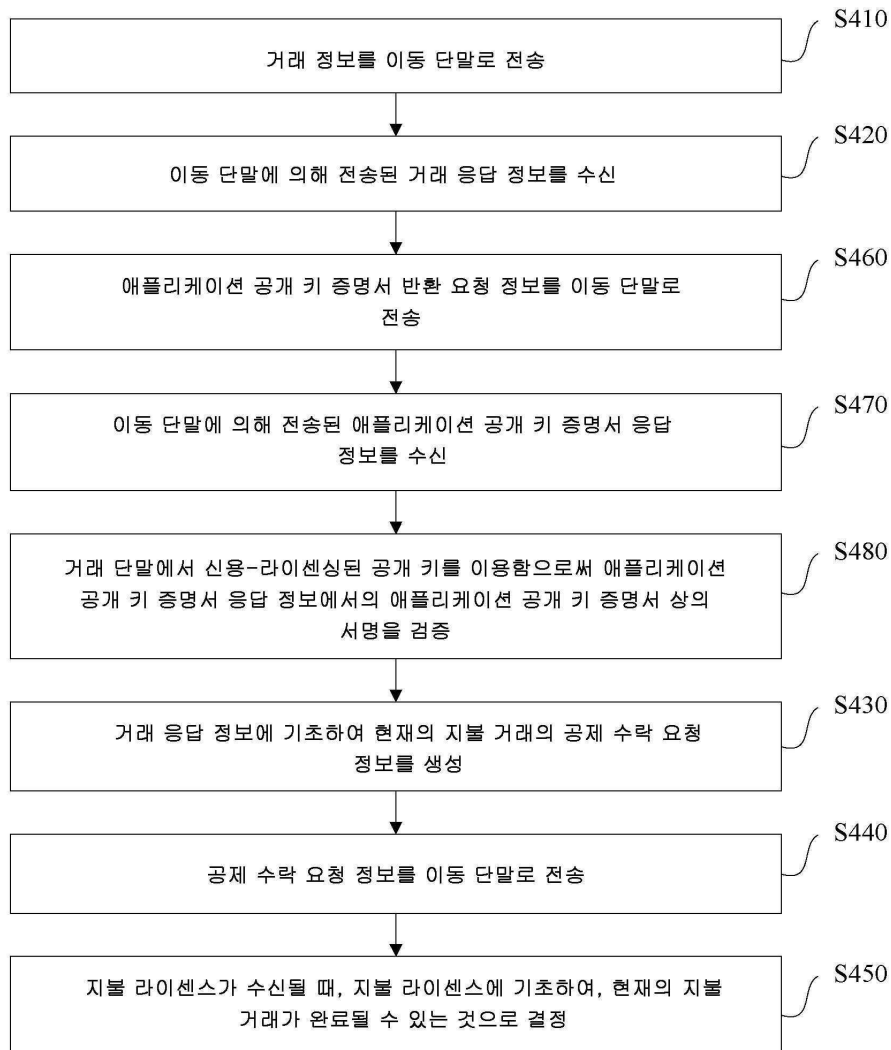 S410
거래 정보를 이동 단말로 전송
S420
이동 단말에 의해 전송된 거래 응답 정보를 수신
S460
애플리케이션 공개 키 증명서 반환 요청 정보를 이동 단말로
전송
S470
이동 단말에 의해 전송된 애플리케이션 공개 키 증명서 응답
정보를 수신
S480
거래 단말에서 신용-라이센싱된 공개 키를 이용함으로써 애플리케이션
공개 키 증명서 응답 정보에서의 애플리케이션 공개 키 증명서 상의
서명을 검증
S430
거래 응답 정보에 기초하여 현재의 지불 거래의 공제 수락 요청
정보를 생성
S440
공제 수락 요청 정보를 이동 단말로 전송
S450
지불 라이센스가 수신될 때, 지불 라이센스에 기초하여, 현재의 지불
거래가 완료될 수 있는 것으로 결정